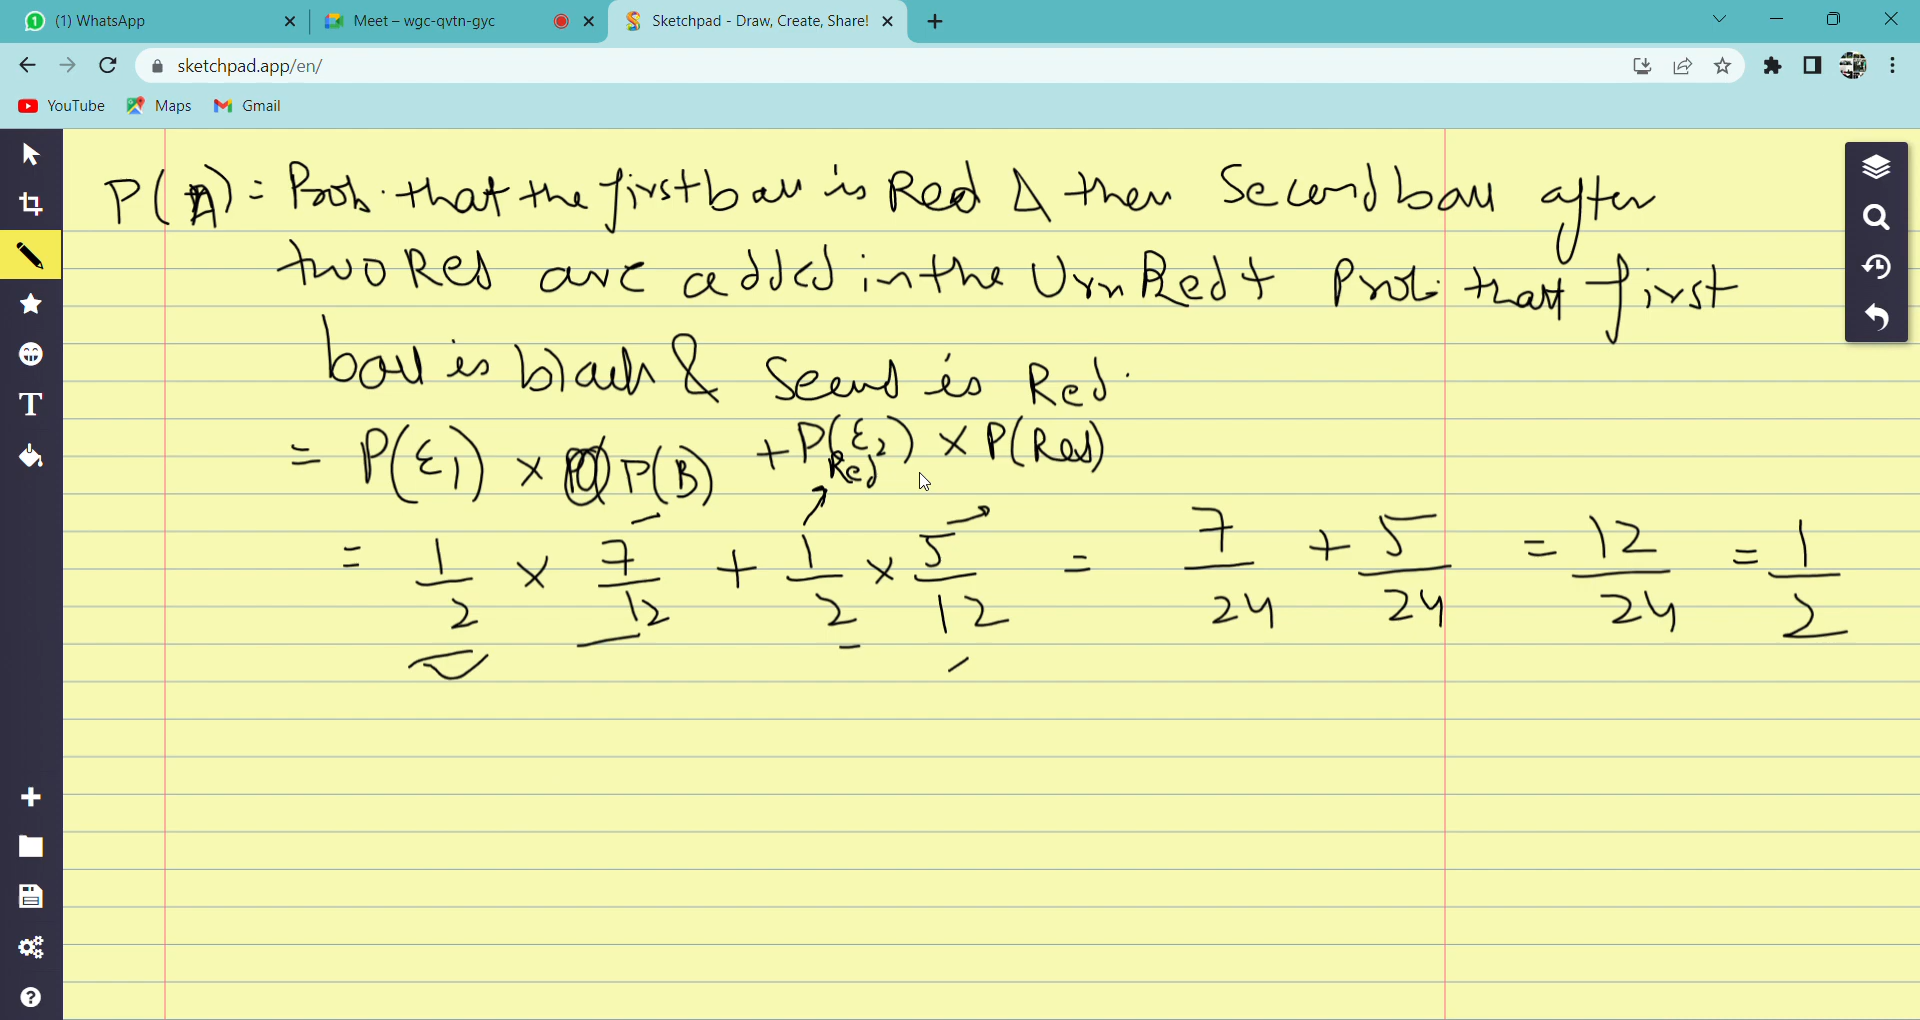 (1) WhatsApp
Meet – wgc-qvtn-gyc
Sketchpad - Draw, Create, Share!
sketchpad.app/en/
YouTube Maps Gmail
P(A) = Prob. that the first ball is Red & then Second ball after
two Red are added in the Urn Red + Prob. that first
ball is black & Second is Red.
= P(E1) × P(B) + P(E2) × P(Red)
Red
= 1/2 × 7/12 + 1/2 × 5/12 = 7/24 + 5/24 = 12/24 = 1/2